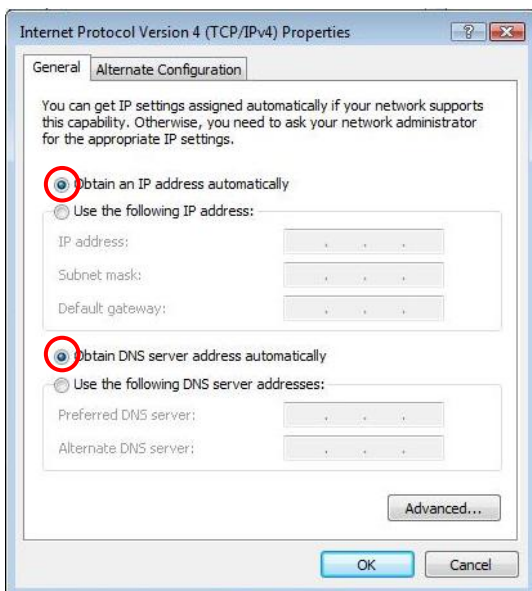 Internet Protocol Version 4 (TCP/IPv4) Properties
General
Alternate Configuration
You can get IP settings assigned automatically if your network supports
this capability. Otherwise, you need to ask your network administrator
for the appropriate IP settings.
Obtain an IP address automatically
Use the following IP address:
IP address:
Subnet mask:
Default gateway:
Obtain DNS server address automatically
Use the following DNS server addresses:
Preferred DNS server:
Alternate DNS server:
Advanced...
OK
Cancel